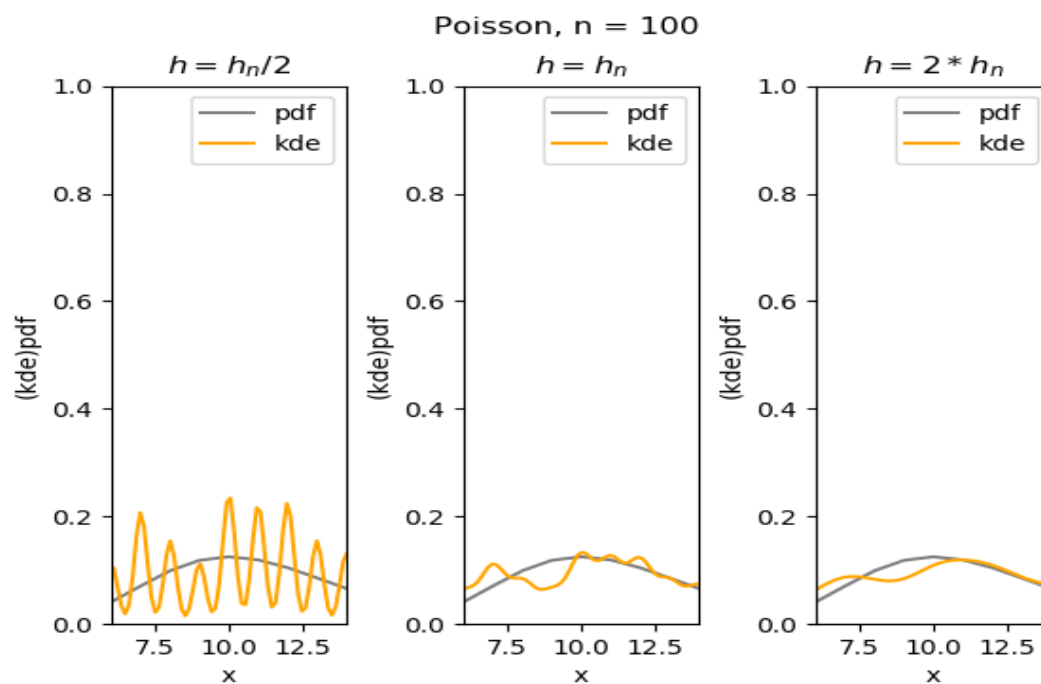 Poisson, n = 100
h = hₙ/2
1.0
0.8
0.6
0.4
0.2
0.0
(kde)pdf
pdf
kde
7.5 10.0 12.5
x
h = hₙ
1.0
0.8
0.6
0.4
0.2
0.0
(kde)pdf
pdf
kde
7.5 10.0 12.5
x
h = 2 * hₙ
1.0
0.8
0.6
0.4
0.2
0.0
(kde)pdf
pdf
kde
7.5 10.0 12.5
x